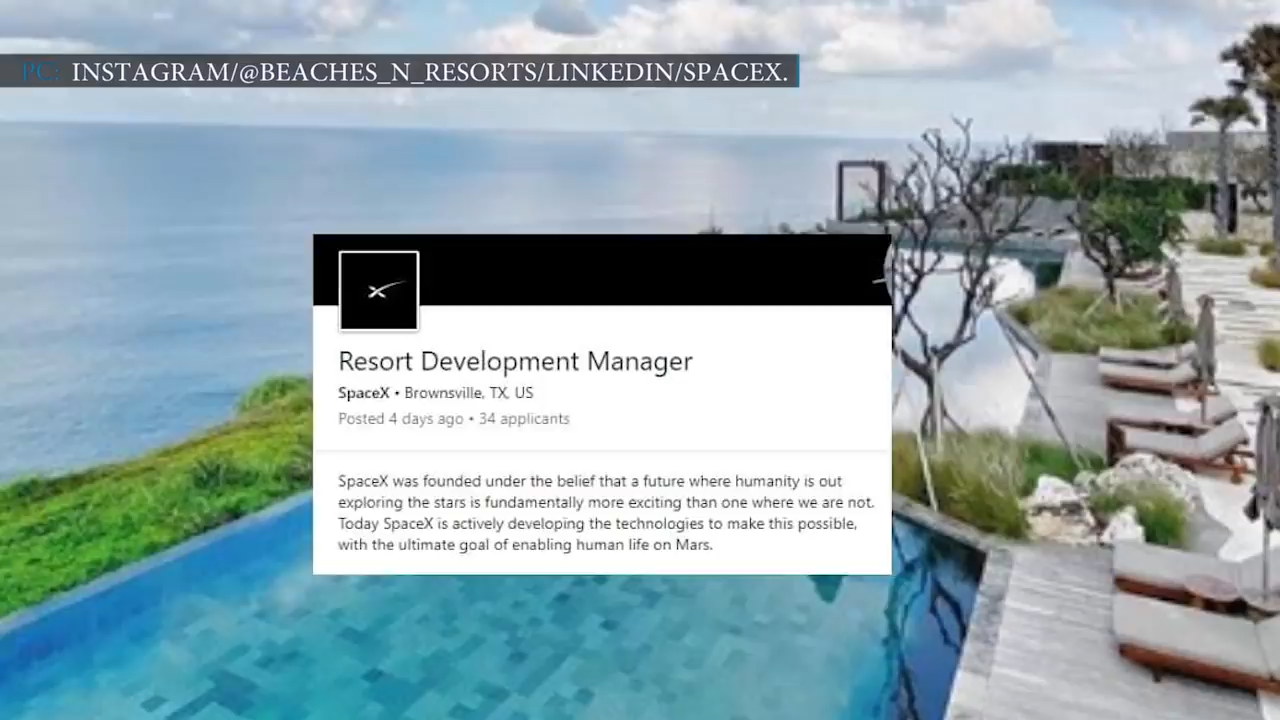 PC: INSTAGRAM/@BEACHES_N_RESORTS/LINKEDIN/SPACEX.
Resort Development Manager
SpaceX • Brownsville, TX, US
Posted 4 days ago • 34 applicants
SpaceX was founded under the belief that a future where humanity is out
exploring the stars is fundamentally more exciting than one where we are not.
Today SpaceX is actively developing the technologies to make this possible,
with the ultimate goal of enabling human life on Mars.